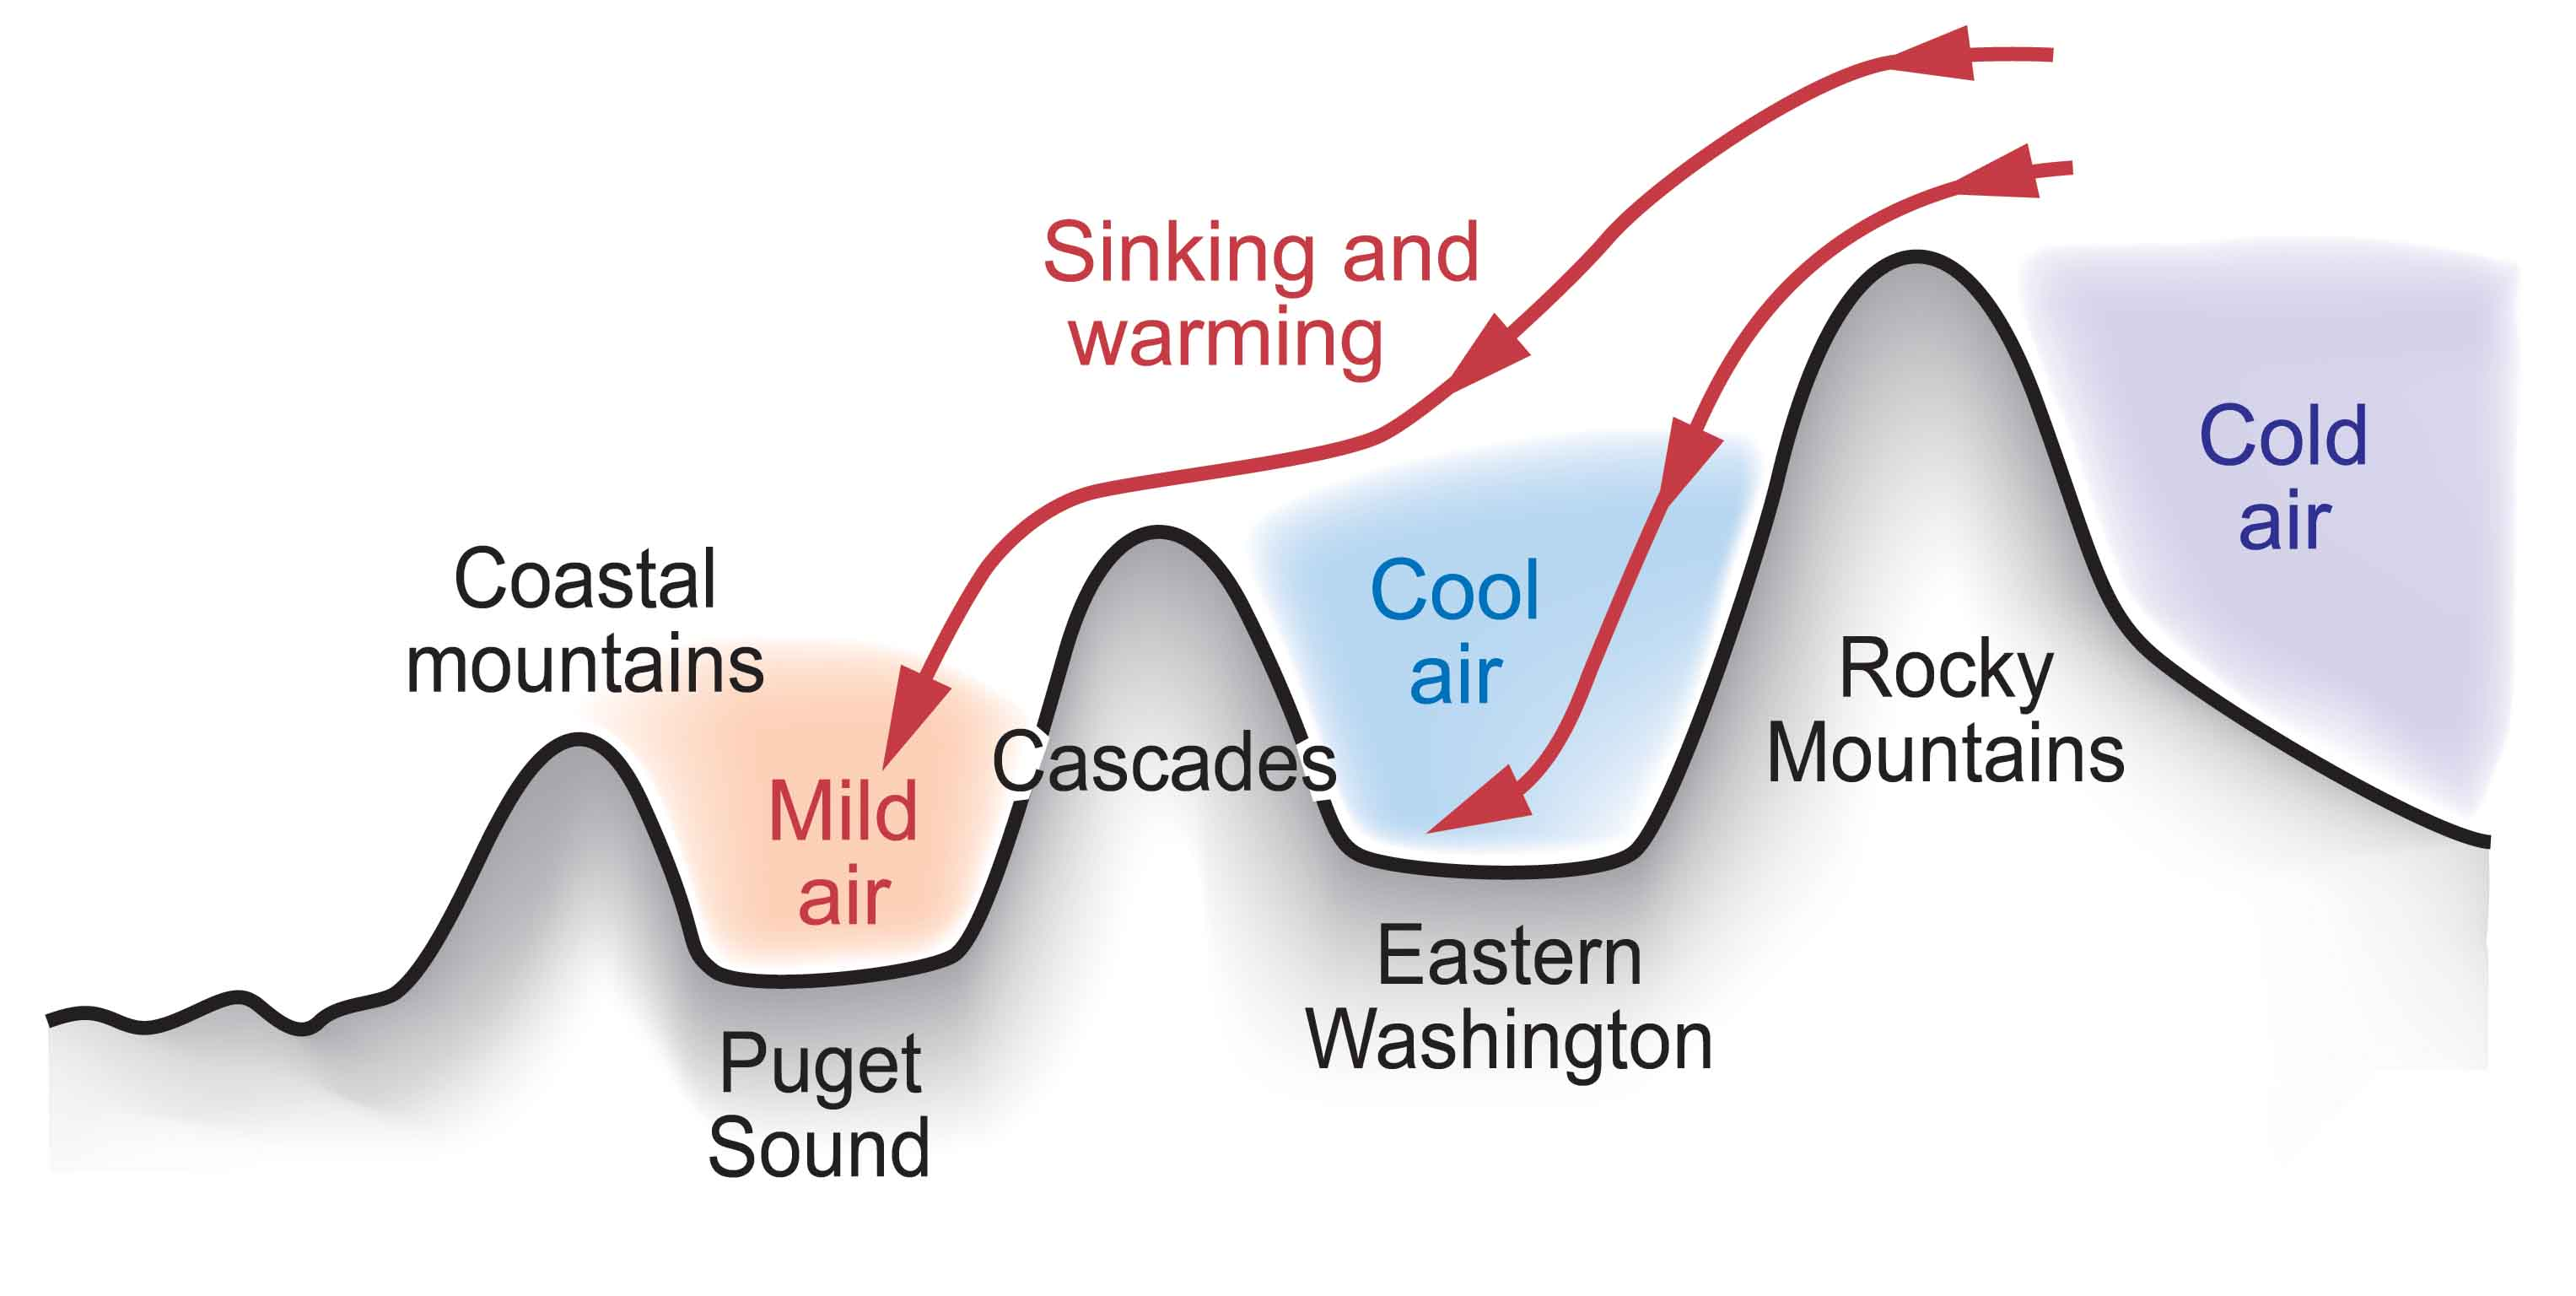 Sinking and
warming
Cold
air
Coastal
mountains
Cool
air
Rocky
Mountains
Cascades
Mild
air
Eastern
Washington
Puget
Sound